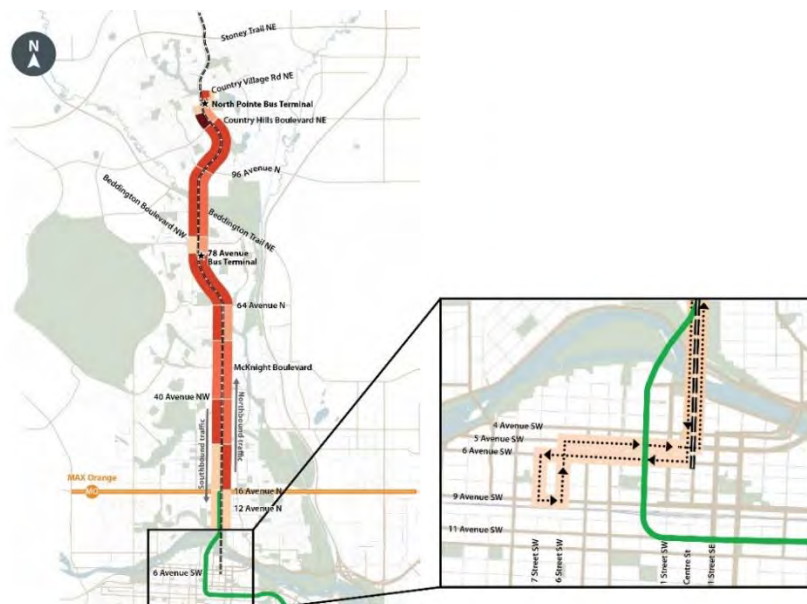 N
Stoney Trail NE
Country Village Rd NE
North Pointe Bus Terminal
Country Hills Boulevard NE
96 Avenue N
Beddington Boulevard NW
Beddington Trail NE
78 Avenue
Bus Terminal
64 Avenue N
McKnight Boulevard
40 Avenue NW
Southbound traffic
Northbound traffic
MAX Orange
MO
16 Avenue N
12 Avenue N
6 Avenue SW
4 Avenue SW
5 Avenue SW
6 Avenue SW
9 Avenue SW
11 Avenue SW
7 Street SW
6 Street SW
1 Street SW
Centre St
1 Street SE